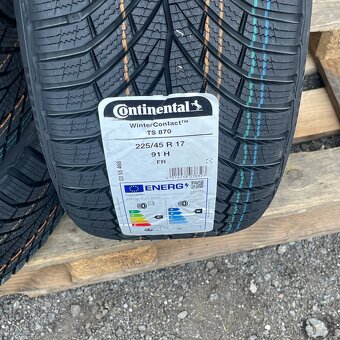 Continental
WinterContact™
TS 870
225/45 R 17
91 H
FR
ENERG